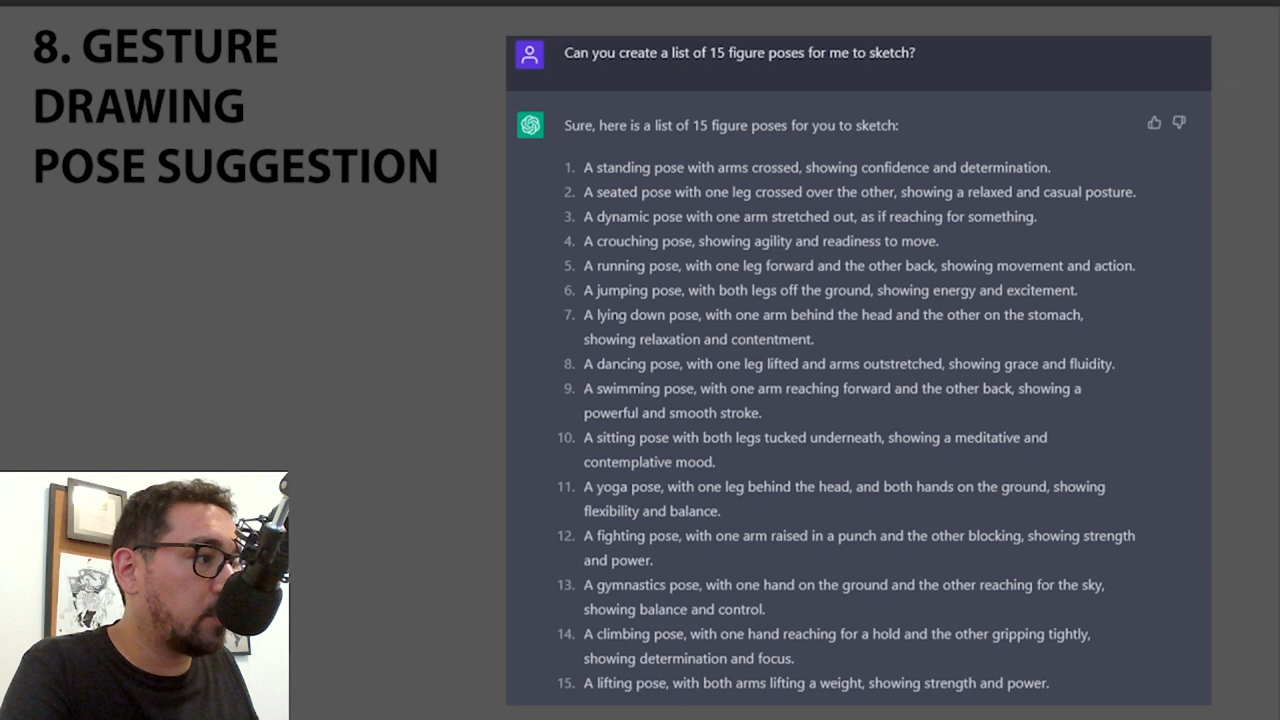 8. GESTURE
DRAWING
POSE SUGGESTION
Can you create a list of 15 figure poses for me to sketch?
Sure, here is a list of 15 figure poses for you to sketch:
1. A standing pose with arms crossed, showing confidence and determination.
2. A seated pose with one leg crossed over the other, showing a relaxed and casual posture.
3. A dynamic pose with one arm stretched out, as if reaching for something.
4. A crouching pose, showing agility and readiness to move.
5. A running pose, with one leg forward and the other back, showing movement and action.
6. A jumping pose, with both legs off the ground, showing energy and excitement.
7. A lying down pose, with one arm behind the head and the other on the stomach,
showing relaxation and contentment.
8. A dancing pose, with one leg lifted and arms outstretched, showing grace and fluidity.
9. A swimming pose, with one arm reaching forward and the other back, showing a
powerful and smooth stroke.
10. A sitting pose with both legs tucked underneath, showing a meditative and
contemplative mood.
11. A yoga pose, with one leg behind the head, and both hands on the ground, showing
flexibility and balance.
12. A fighting pose, with one arm raised in a punch and the other blocking, showing strength
and power.
13. A gymnastics pose, with one hand on the ground and the other reaching for the sky,
showing balance and control.
14. A climbing pose, with one hand reaching for a hold and the other gripping tightly,
showing determination and focus.
15. A lifting pose, with both arms lifting a weight, showing strength and power.